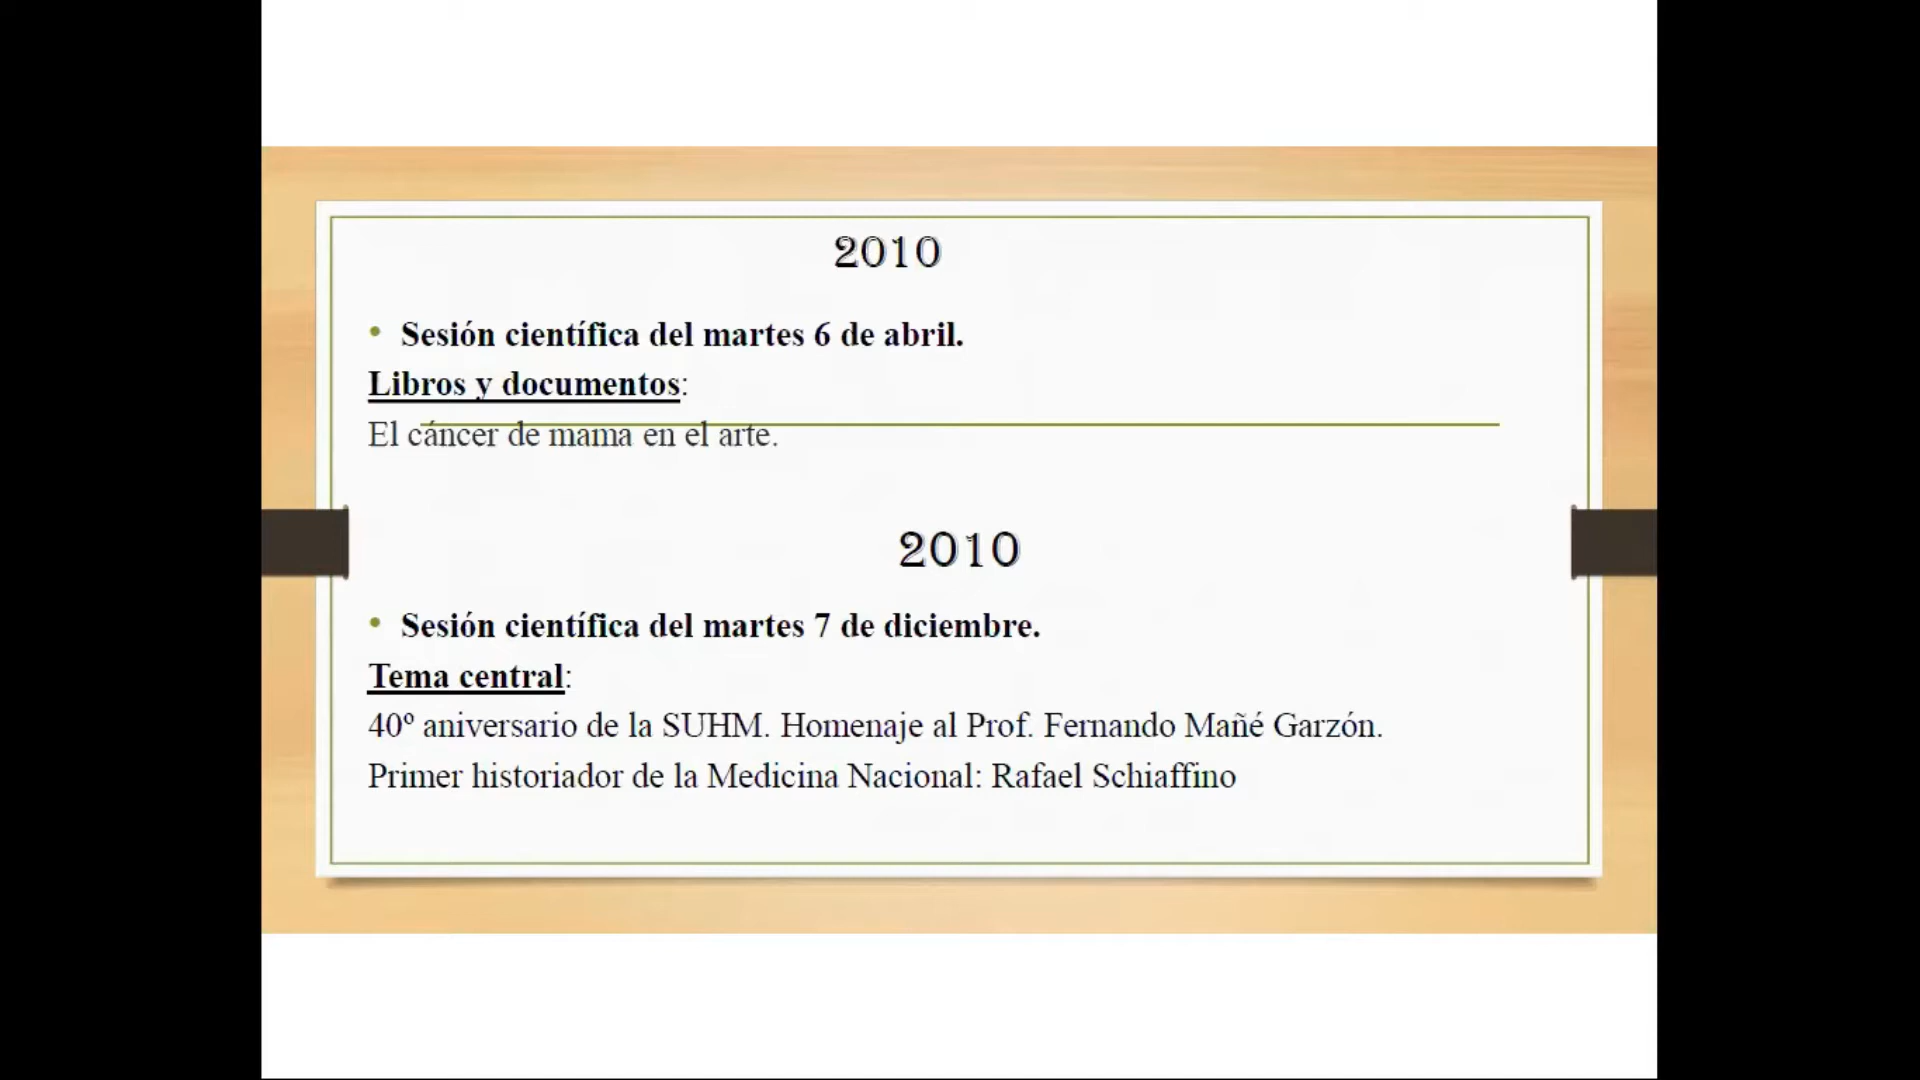 2010
• Sesión científica del martes 6 de abril.
Libros y documentos:
El cáncer de mama en el arte.
2010
• Sesión científica del martes 7 de diciembre.
Tema central:
40º aniversario de la SUHM. Homenaje al Prof. Fernando Mañé Garzón.
Primer historiador de la Medicina Nacional: Rafael Schiaffino